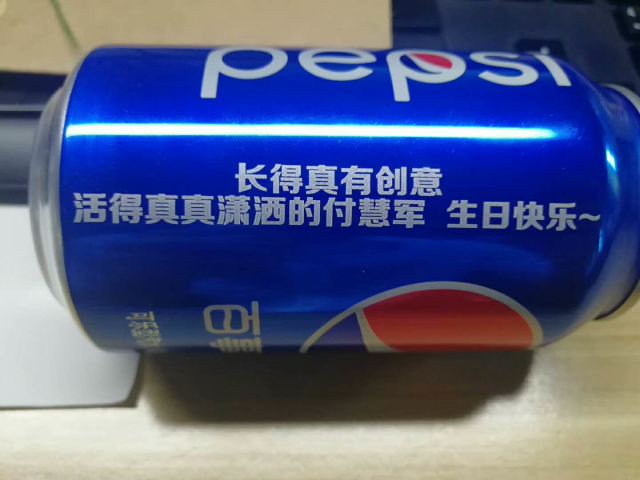 pepsi
长得真有创意
活得真真潇洒的付慧军 生日快乐~
百